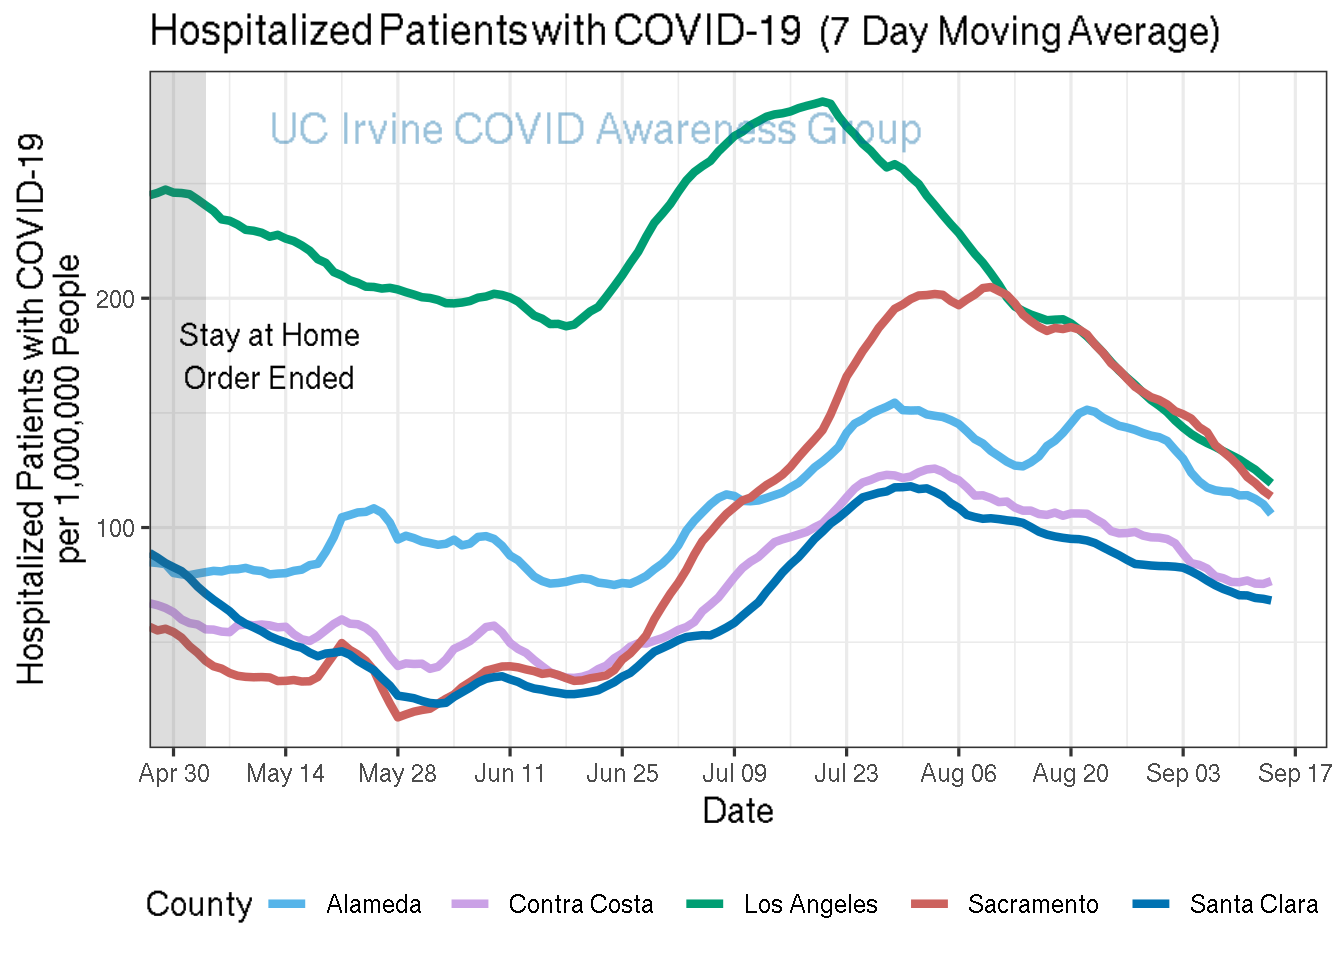 Hospitalized Patients with COVID-19 (7 Day Moving Average)
UC Irvine COVID Awareness Group
Hospitalized Patients with COVID-19
per 1,000,000 People
200
100
Stay at Home
Order Ended
Apr 30 May 14 May 28 Jun 11 Jun 25 Jul 09 Jul 23 Aug 06 Aug 20 Sep 03 Sep 17
Date
County Alameda Contra Costa Los Angeles Sacramento Santa Clara